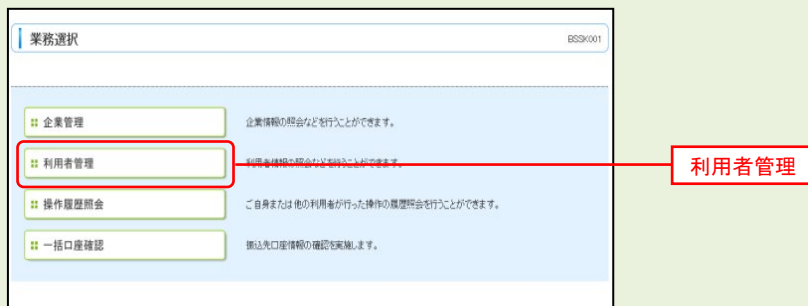 業務選択
BSSK001
企業管理
企業情報の照会などを行うことができます。
利用者管理
利用者情報の照会などを行うことができます。
利用者管理
操作履歴照会
ご自身または他の利用者が行った操作の履歴照会を行うことができます。
一括口座確認
振込先口座情報の確認を実施します。